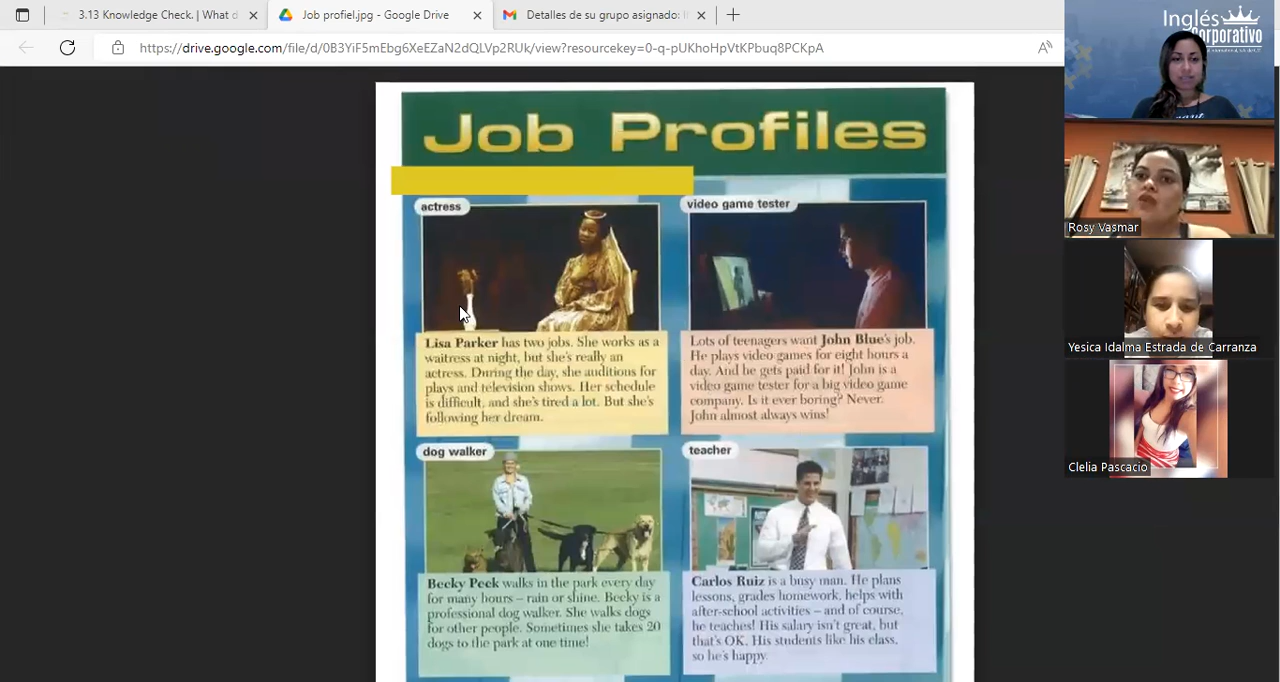 3.13 Knowledge Check. | What d
Job profiel.jpg - Google Drive
Detalles de su grupo asignado: I
https://drive.google.com/file/d/0B3YiF5mEbg6XeEZaN2dQLVp2RUk/view?resourcekey=0-q-pUKhoHpVtKPbuq8PCKpA
Inglés
Corporativo
Job Profiles
actress
video game tester
Lisa Parker has two jobs. She works as a
waitress at night, but she's really an
actress. During the day, she auditions for
plays and television shows. Her schedule
is difficult, and she's tired a lot. But she's
following her dream.
Lots of teenagers want John Blue's job.
He plays video games for eight hours a
day. And he gets paid for it! John is a
video game tester for a big video game
company. Is it ever boring? Never.
John almost always wins!
dog walker
teacher
Becky Peck walks in the park every day
for many hours – rain or shine. Becky is a
professional dog walker. She walks dogs
for other people. Sometimes she takes 20
dogs to the park at one time!
Carlos Ruiz is a busy man. He plans
lessons, grades homework, helps with
after-school activities – and of course,
he teaches! His salary isn't great, but
that's OK. His students like his class,
so he's happy.
Rosy Vasmar
Yesica Idalma Estrada de Carranza
Clelia Pascacio